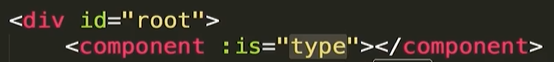 <div id="root">
<component :is="type"></component>